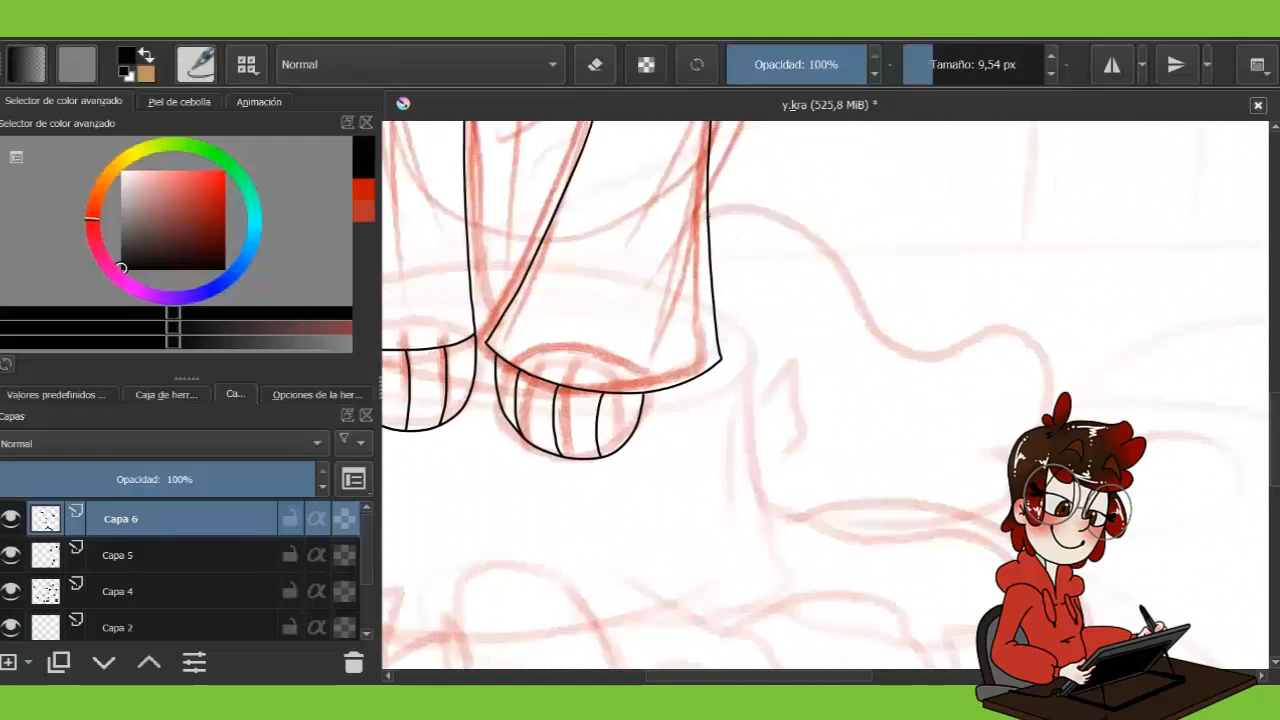 Normal
Opacidad: 100%
Tamaño: 9,54 px
Selector de color avanzado
Piel de cebolla
Animación
y.kra (525,8 MiB) *
Selector de color avanzado
Valores predefinidos ...
Caja de her...
Ca...
Opciones de la her...
Capas
Normal
Opacidad: 100%
Capa 6
Capa 5
Capa 4
Capa 2